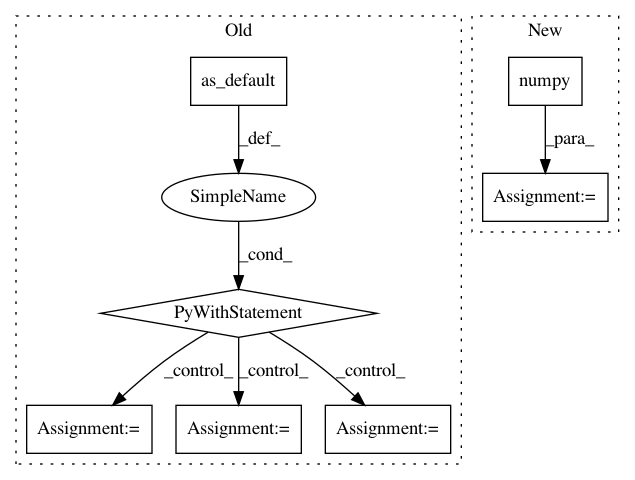 Old
New
as_default
numpy
_def_
_para_
SimpleName
Assignment:=
_cond_
PyWithStatement
_control_
_control_
_control_
Assignment:=
Assignment:=
Assignment:=